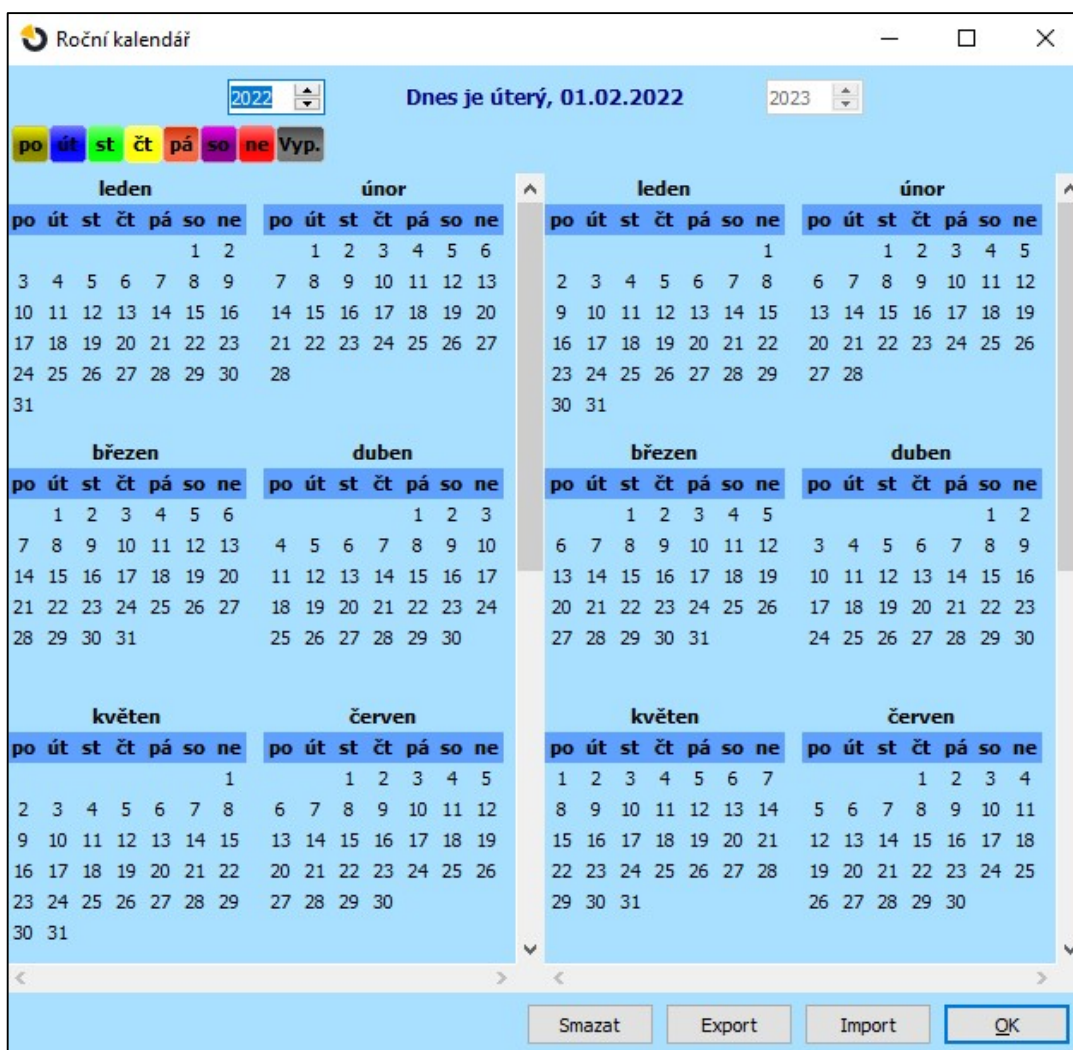 Roční kalendář
2022 Dnes je úterý, 01.02.2022 2023
po út st čt pá so ne Vyp.
leden únor leden únor
po út st čt pá so ne po út st čt pá so ne po út st čt pá so ne po út st čt pá so ne
1 2 1 2 3 4 5 6 1 1 2 3 4 5
3 4 5 6 7 8 9 7 8 9 10 11 12 13 2 3 4 5 6 7 8 6 7 8 9 10 11 12
10 11 12 13 14 15 16 14 15 16 17 18 19 20 9 10 11 12 13 14 15 13 14 15 16 17 18 19
17 18 19 20 21 22 23 21 22 23 24 25 26 27 16 17 18 19 20 21 22 20 21 22 23 24 25 26
24 25 26 27 28 29 30 28 23 24 25 26 27 28 29 27 28
31 30 31
březen duben březen duben
po út st čt pá so ne po út st čt pá so ne po út st čt pá so ne po út st čt pá so ne
1 2 3 4 5 6 1 2 3 1 2 3 4 5 1 2
7 8 9 10 11 12 13 4 5 6 7 8 9 10 6 7 8 9 10 11 12 3 4 5 6 7 8 9
14 15 16 17 18 19 20 11 12 13 14 15 16 17 13 14 15 16 17 18 19 10 11 12 13 14 15 16
21 22 23 24 25 26 27 18 19 20 21 22 23 24 20 21 22 23 24 25 26 17 18 19 20 21 22 23
28 29 30 31 25 26 27 28 29 30 27 28 29 30 31 24 25 26 27 28 29 30
květen červen květen červen
po út st čt pá so ne po út st čt pá so ne po út st čt pá so ne po út st čt pá so ne
1 1 2 3 4 5 1 2 3 4 5 6 7 1 2 3 4
2 3 4 5 6 7 8 6 7 8 9 10 11 12 8 9 10 11 12 13 14 5 6 7 8 9 10 11
9 10 11 12 13 14 15 13 14 15 16 17 18 19 15 16 17 18 19 20 21 12 13 14 15 16 17 18
16 17 18 19 20 21 22 20 21 22 23 24 25 26 22 23 24 25 26 27 28 19 20 21 22 23 24 25
23 24 25 26 27 28 29 27 28 29 30 29 30 31 26 27 28 29 30
30 31
Smazat Export Import OK